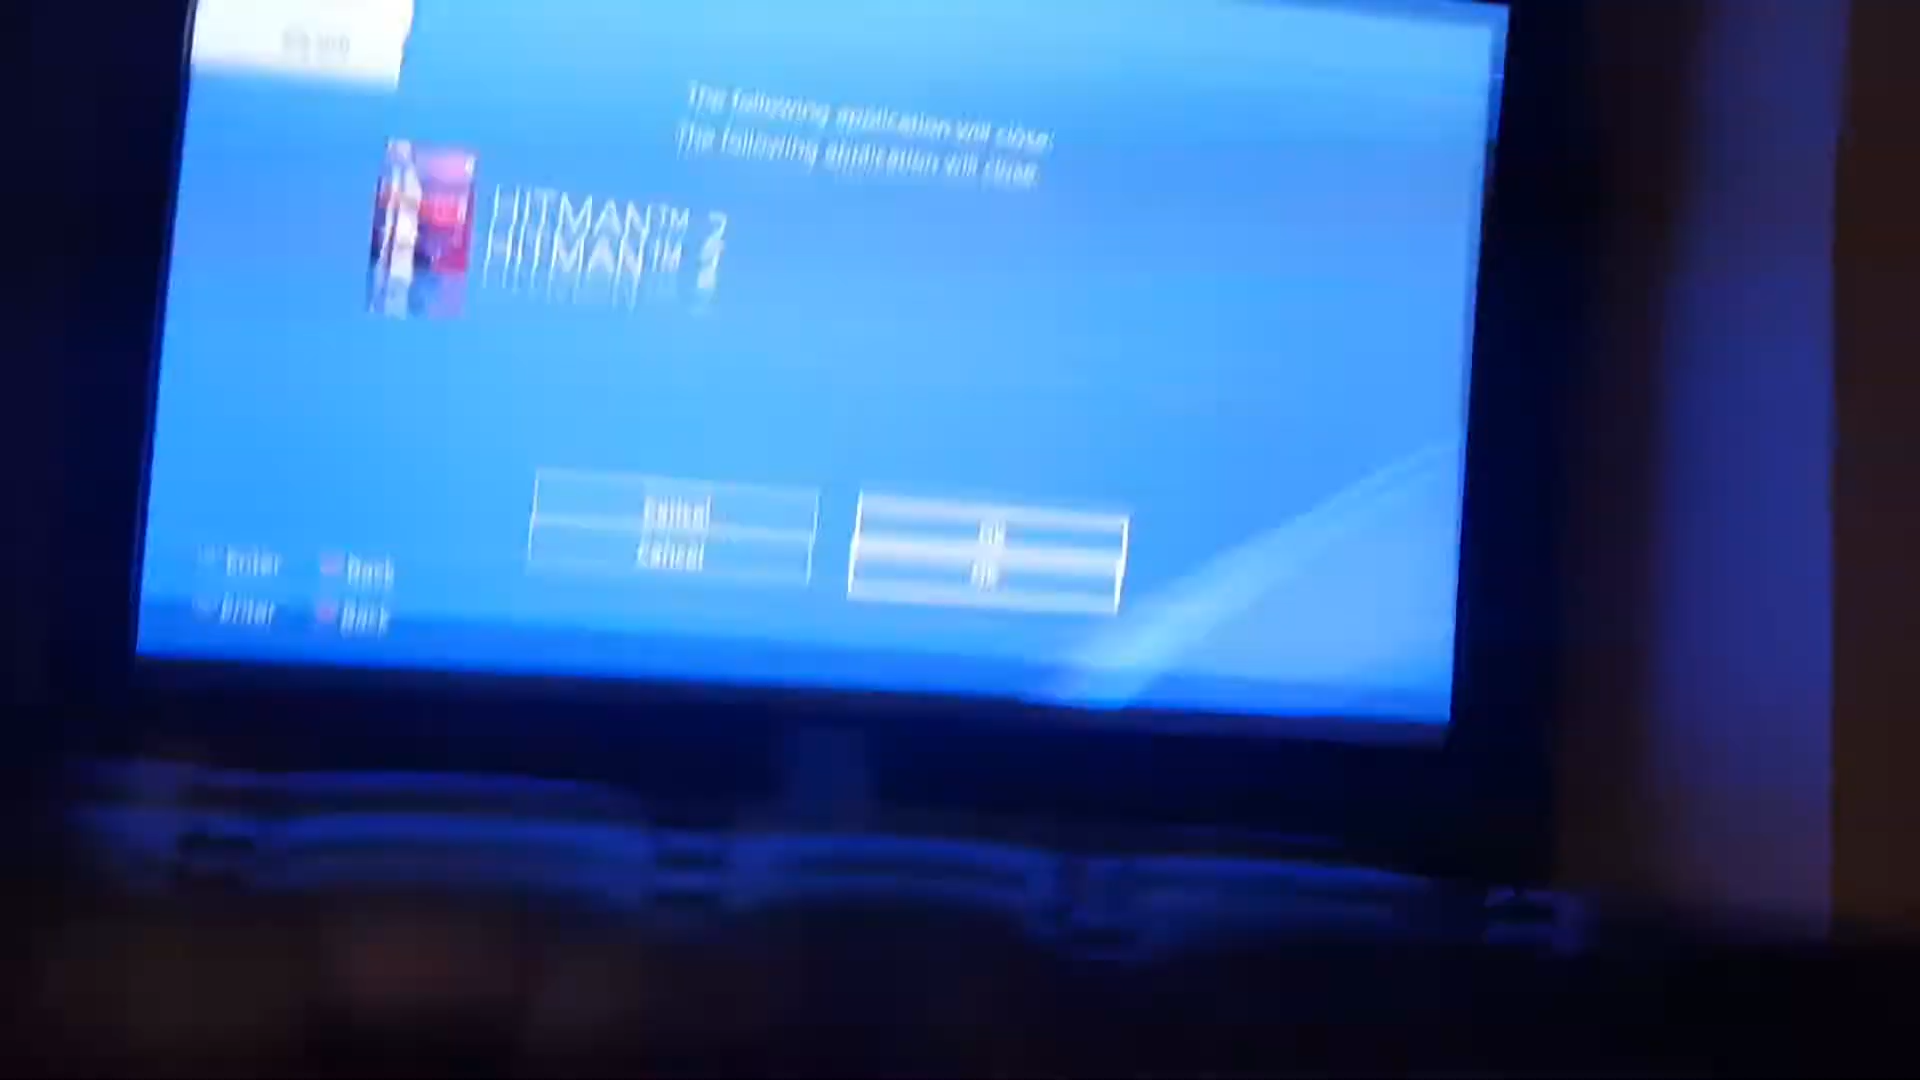 The following application will close.
HITMAN™ 2
Cancel
OK
Enter
Back